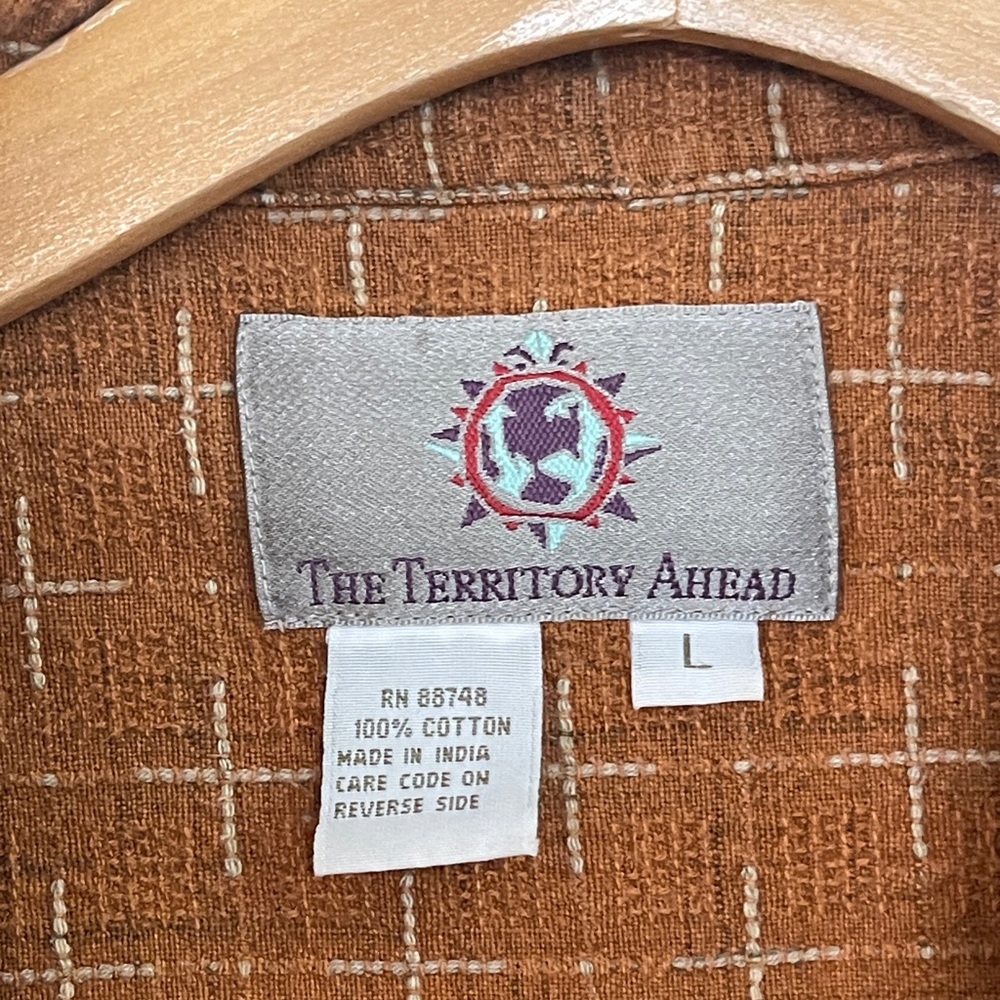 THE TERRITORY AHEAD
L
RN 88748
100% COTTON
MADE IN INDIA
CARE CODE ON
REVERSE SIDE